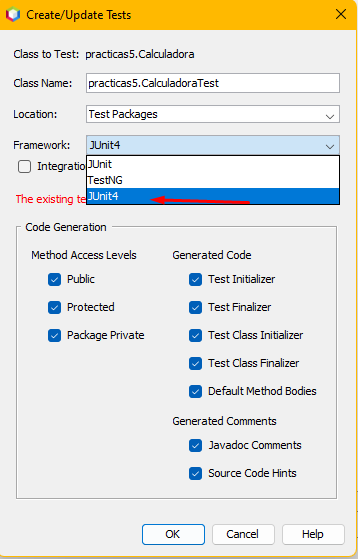 Create/Update Tests
Class to Test: practicas5.Calculadora
Class Name: practicas5.CalculadoraTest
Location: Test Packages
Framework: JUnit4
Integratio
JUnit
TestNG
The existing te
JUnit4
Code Generation
Method Access Levels
Public
Protected
Package Private
Generated Code
Test Initializer
Test Finalizer
Test Class Initializer
Test Class Finalizer
Default Method Bodies
Generated Comments
Javadoc Comments
Source Code Hints
OK
Cancel
Help